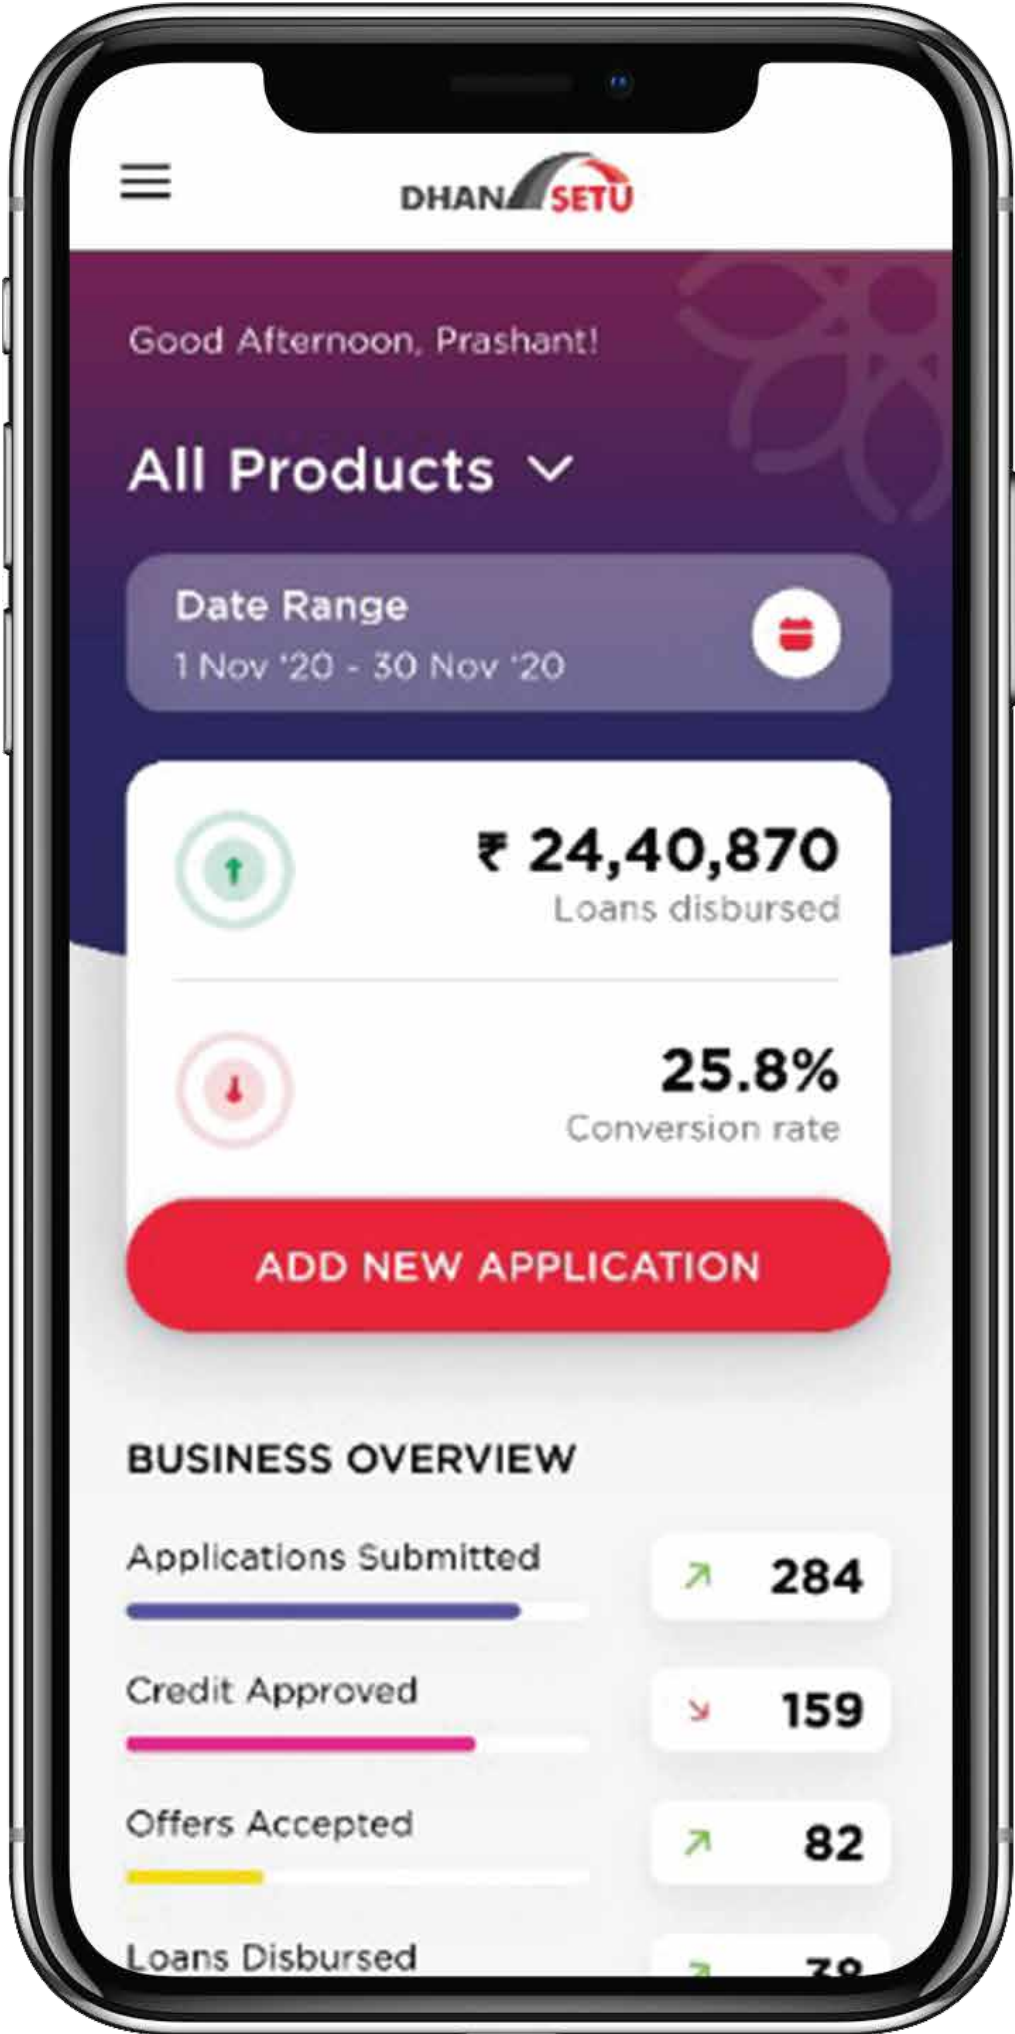 DHAN SETU
Good Afternoon, Prashant!
All Products
Date Range
1 Nov '20 - 30 Nov '20
₹ 24,40,870
Loans disbursed
25.8%
Conversion rate
ADD NEW APPLICATION
BUSINESS OVERVIEW
Applications Submitted
284
Credit Approved
159
Offers Accepted
82
Loans Disbursed